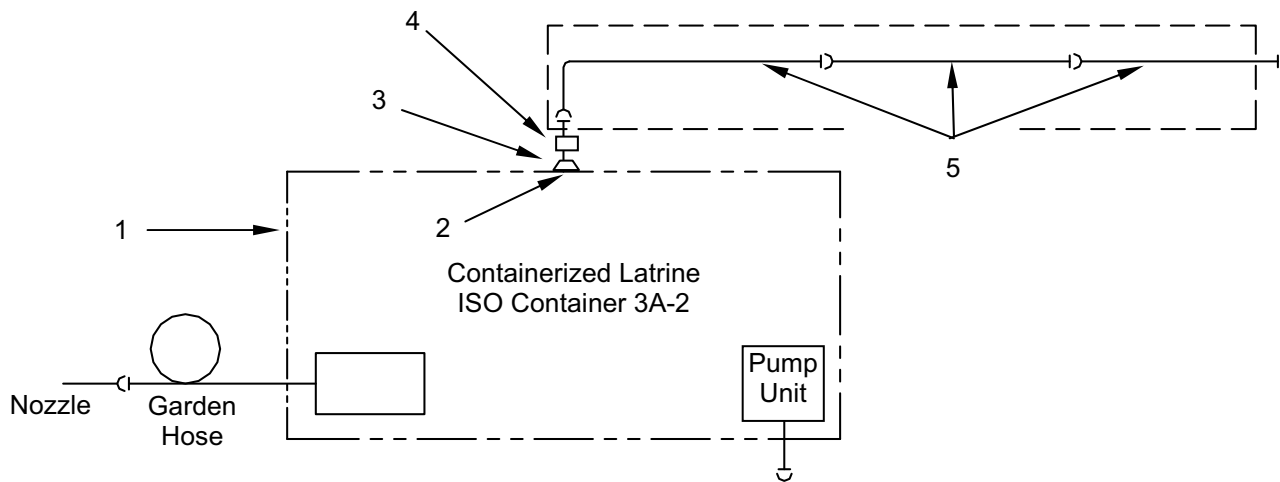 4
3
5
1
2
Containerized Latrine
ISO Container 3A-2
Pump
Unit
Nozzle
Garden
Hose